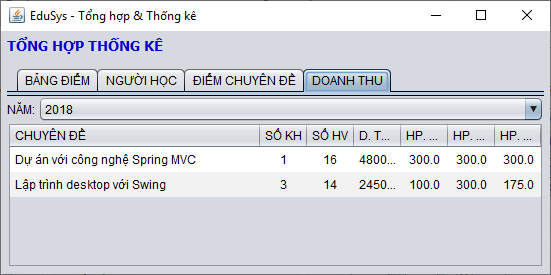 EduSys - Tổng hợp & Thống kê
TỔNG HỢP THỐNG KÊ
BẢNG ĐIỂM NGƯỜI HỌC ĐIỂM CHUYÊN ĐỀ DOANH THU
NĂM: 2018
CHUYÊN ĐỀ SỐ KH SỐ HV D. T... HP. ... HP. ... HP. ...
Dự án với công nghệ Spring MVC 1 16 4800... 300.0 300.0 300.0
Lập trình desktop với Swing 3 14 2450... 100.0 300.0 175.0